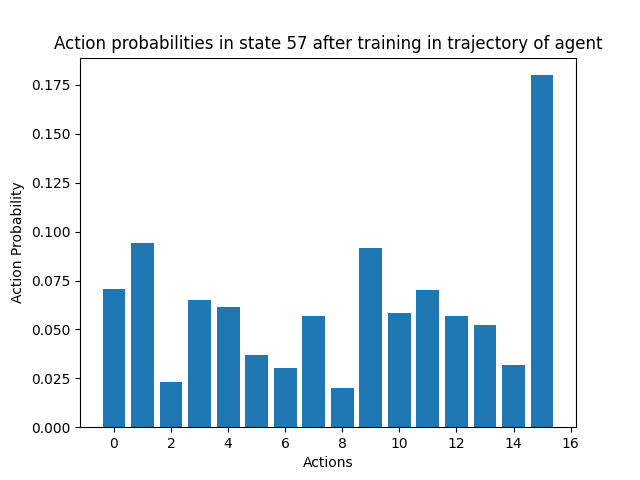 Action probabilities in state 57 after training in trajectory of agent
0.175
0.150
0.125
0.100
0.075
0.050
0.025
0.000
Action Probability
0 2 4 6 8 10 12 14 16
Actions